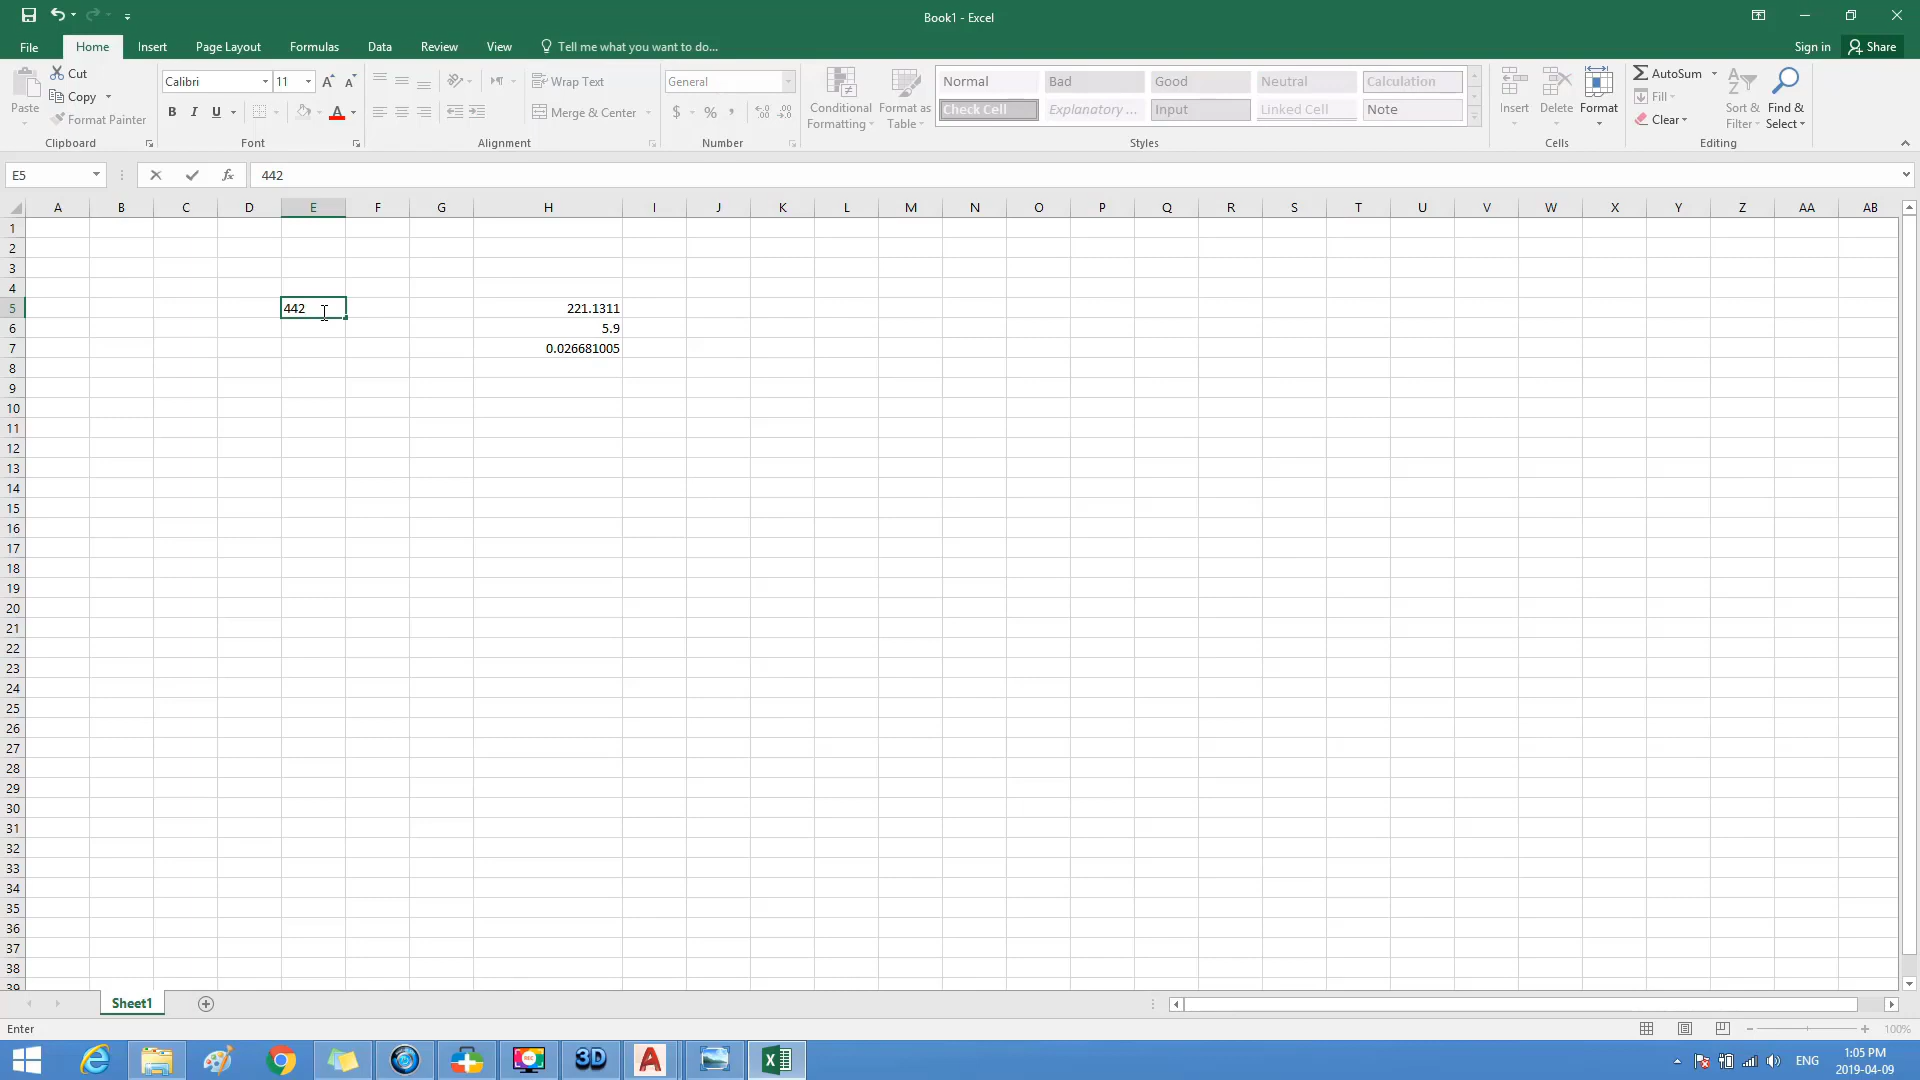 Book1 - Excel
File Home Insert Page Layout Formulas Data Review View Tell me what you want to do... Sign in Share
Paste
Cut
Copy
Format Painter
Clipboard
Calibri 11
B I U
Font
Wrap Text
Merge & Center
Alignment
General
$ % ,
Number
Conditional Formatting
Format as Table
Normal Bad Good Neutral Calculation
Check Cell Explanatory ... Input Linked Cell Note
Styles
Insert Delete Format
Cells
AutoSum
Fill
Clear
Sort & Filter
Find & Select
Editing
E5 fx 442
A B C D E F G H I J K L M N O P Q R S T U V W X Y Z AA AB
1
2
3
4
5 442 221.1311
6 5.9
7 0.026681005
8
9
10
11
12
13
14
15
16
17
18
19
20
21
22
23
24
25
26
27
28
29
30
31
32
33
34
35
36
37
38
39
Sheet1
Enter 100%
REC 3D ENG 1:05 PM
2019-04-09